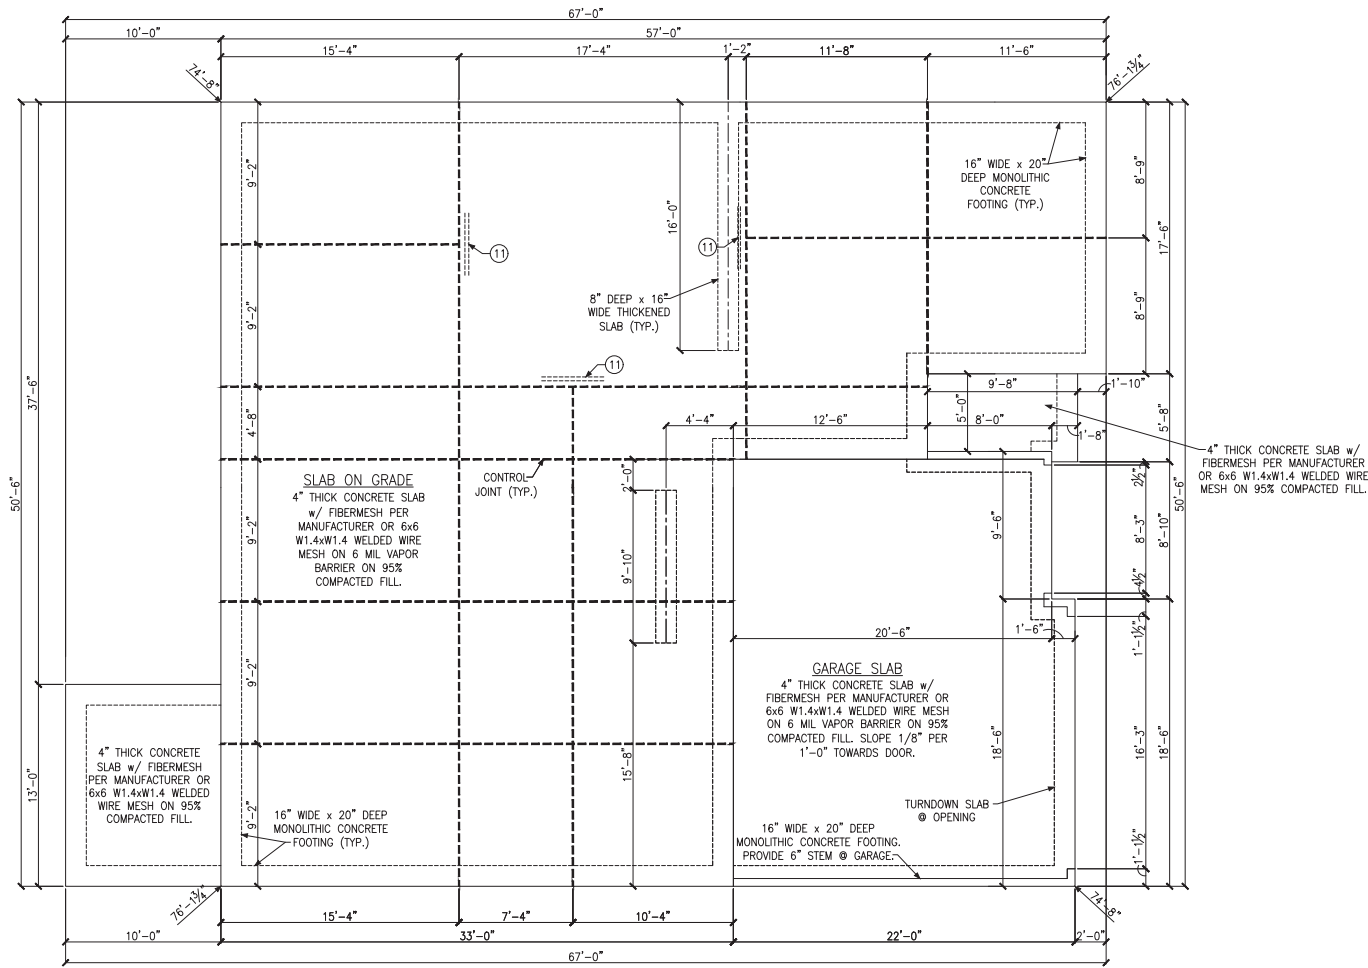 67'-0"
10'-0"
57'-0"
15'-4"
17'-4"
1'-2"
11'-8"
11'-6"
74'-8"
76'-1¾"
9'-2"
16'-0"
16" WIDE x 20"
DEEP MONOLITHIC
CONCRETE
FOOTING (TYP.)
8'-9"
17'-6"
11
11
8" DEEP x 16"
WIDE THICKENED
SLAB (TYP.)
9'-2"
8'-9"
11
37'-6"
50'-6"
4'-8"
9'-8"
1'-10"
5'-0"
4'-4"
12'-6"
8'-0"
1'-8"
5'-8"
4" THICK CONCRETE SLAB w/
FIBERMESH PER MANUFACTURER
OR 6x6 W1.4xW1.4 WELDED WIRE
MESH ON 95% COMPACTED FILL.
SLAB ON GRADE
4" THICK CONCRETE SLAB
w/ FIBERMESH PER
MANUFACTURER OR 6x6
W1.4xW1.4 WELDED WIRE
MESH ON 6 MIL VAPOR
BARRIER ON 95%
COMPACTED FILL.
CONTROL
JOINT (TYP.)
2'-0"
2½"
50'-6"
9'-2"
9'-10"
9'-6"
8'-3"
8'-10"
4½"
20'-6"
1'-6"
1'-1½"
9'-2"
GARAGE SLAB
4" THICK CONCRETE SLAB w/
FIBERMESH PER MANUFACTURER OR
6x6 W1.4xW1.4 WELDED WIRE MESH
ON 6 MIL VAPOR BARRIER ON 95%
COMPACTED FILL. SLOPE 1/8" PER
1'-0" TOWARDS DOOR.
15'-8"
18'-6"
16'-3"
18'-6"
13'-0"
4" THICK CONCRETE
SLAB w/ FIBERMESH
PER MANUFACTURER OR
6x6 W1.4xW1.4 WELDED
WIRE MESH ON 95%
COMPACTED FILL.
9'-2"
16" WIDE x 20" DEEP
MONOLITHIC CONCRETE
FOOTING (TYP.)
TURNDOWN SLAB
@ OPENING
16" WIDE x 20" DEEP
MONOLITHIC CONCRETE FOOTING.
PROVIDE 6" STEM @ GARAGE.
1'-1½"
76'-1¾"
74'-8"
15'-4"
7'-4"
10'-4"
10'-0"
33'-0"
22'-0"
2'-0"
67'-0"